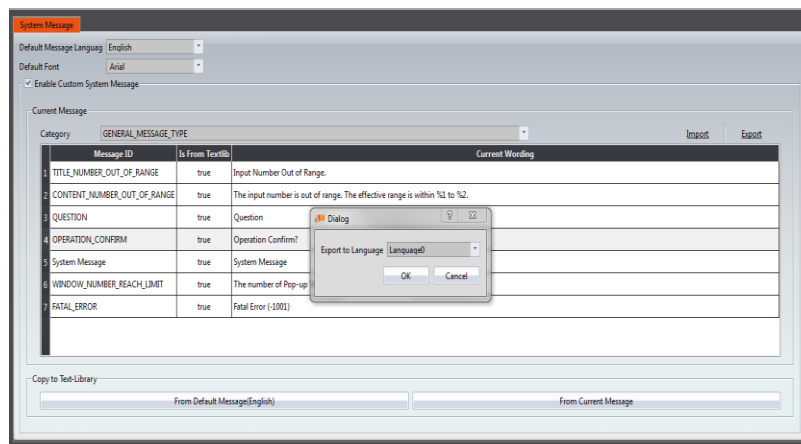 System Message
Default Message Languag English
Default Font Arial
Enable Custom System Message
Current Message
Category GENERAL_MESSAGE_TYPE Import Export
Message ID Is From Textlib Current Wording
1 TITLE_NUMBER_OUT_OF_RANGE true Input Number Out of Range.
2 CONTENT_NUMBER_OUT_OF_RANGE true The input number is out of range. The effective range is within %1 to %2.
3 QUESTION true Question
4 OPERATION_CONFIRM true Operation Confirm?
5 System Message true System Message
6 WINDOW_NUMBER_REACH_LIMIT true The number of Pop-up
7 FATAL_ERROR true Fatal Error (-1001)
Dialog
Export to Language Language0
OK Cancel
Copy to Text-Library
From Default Message(English) From Current Message